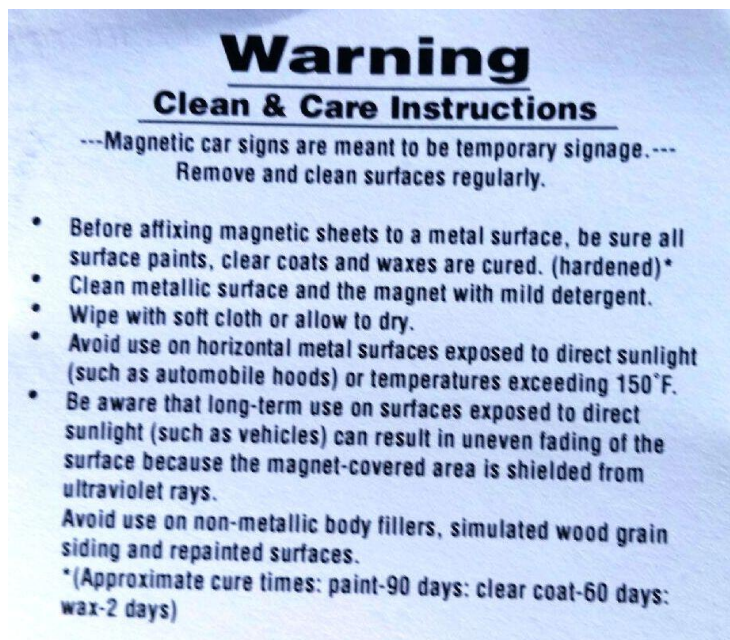 Warning
Clean & Care Instructions
---Magnetic car signs are meant to be temporary signage.---
Remove and clean surfaces regularly.
• Before affixing magnetic sheets to a metal surface, be sure all
surface paints, clear coats and waxes are cured. (hardened)*
• Clean metallic surface and the magnet with mild detergent.
• Wipe with soft cloth or allow to dry.
• Avoid use on horizontal metal surfaces exposed to direct sunlight
(such as automobile hoods) or temperatures exceeding 150°F.
• Be aware that long-term use on surfaces exposed to direct
sunlight (such as vehicles) can result in uneven fading of the
surface because the magnet-covered area is shielded from
ultraviolet rays.
Avoid use on non-metallic body fillers, simulated wood grain
siding and repainted surfaces.
*(Approximate cure times: paint-90 days: clear coat-60 days:
wax-2 days)